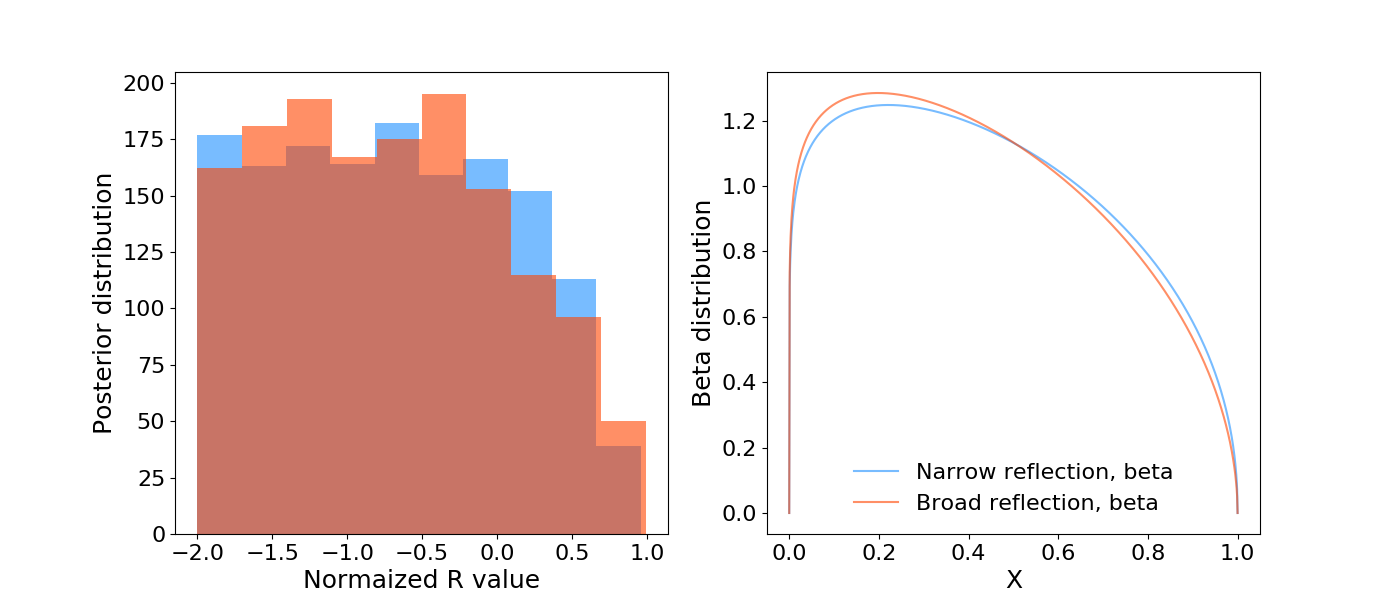 200
175
150
125
100
75
50
25
0
Posterior distribution
−2.0 −1.5 −1.0 −0.5 0.0 0.5 1.0
Normaized R value
1.2
1.0
0.8
0.6
0.4
0.2
0.0
Beta distribution
Narrow reflection, beta
Broad reflection, beta
0.0 0.2 0.4 0.6 0.8 1.0
X